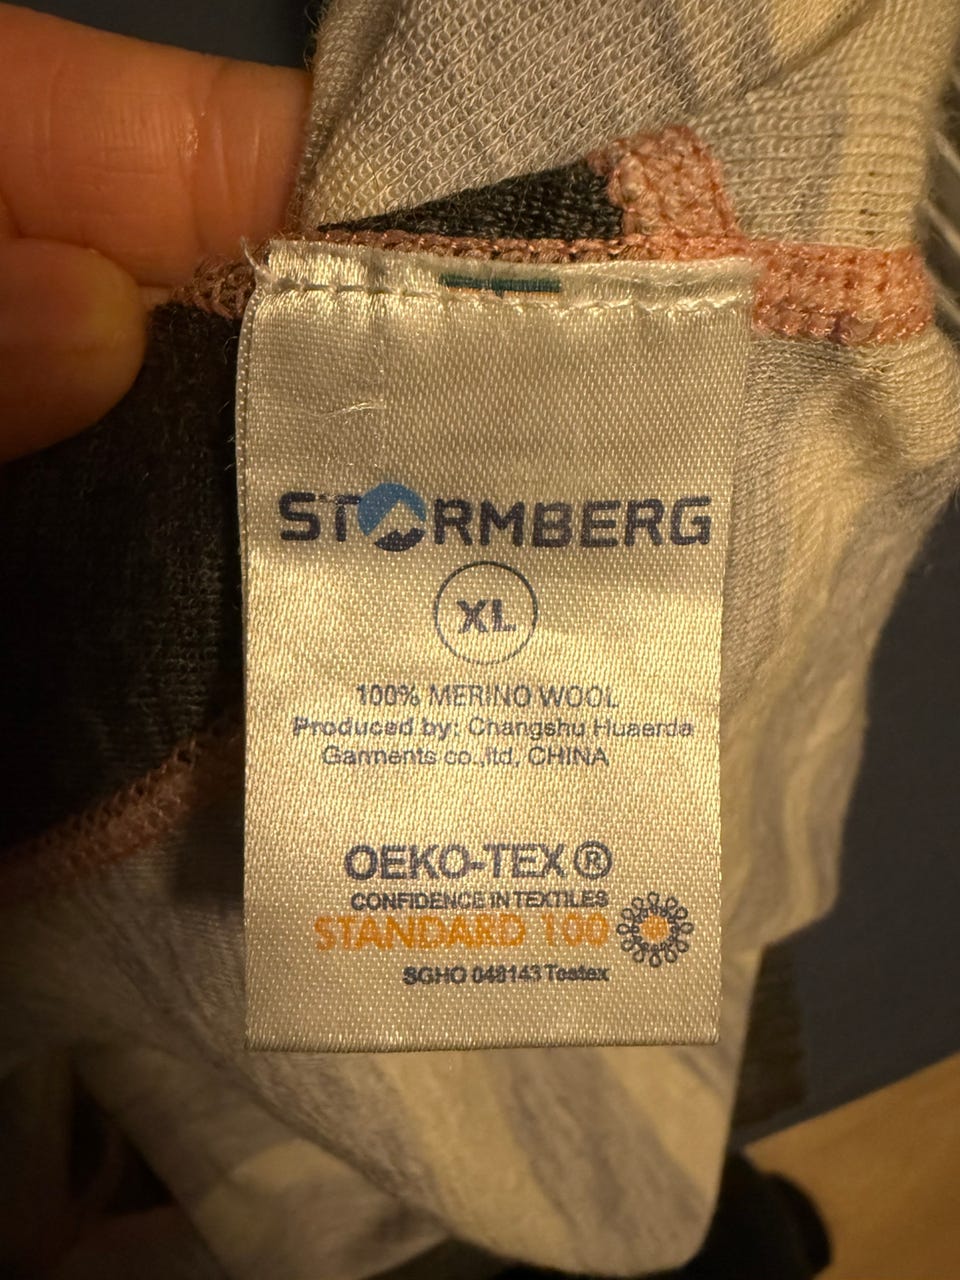 STORMBERG
XL
100% MERINO WOOL
Produced by: Changshu Huaerda
Garments co.,ltd, CHINA
OEKO-TEX ®
CONFIDENCE IN TEXTILES
STANDARD 100
SGHO 048143 Testex